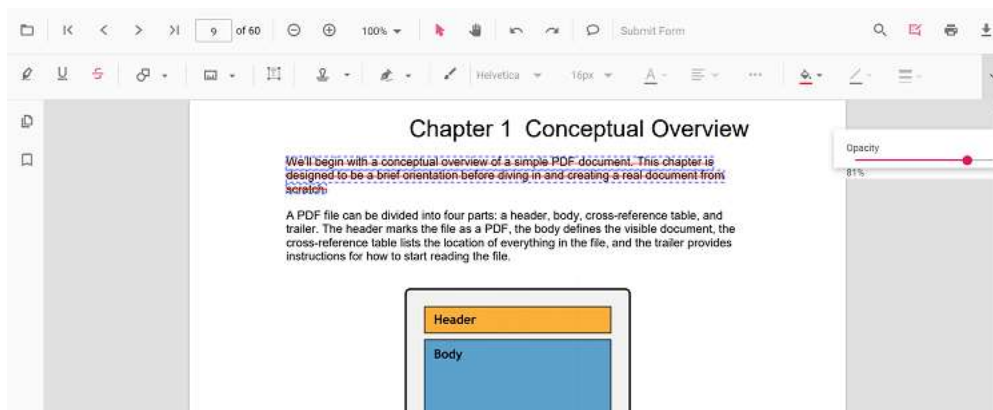 9 of 60 100% Submit Form
Helvetica 16px A
Chapter 1 Conceptual Overview
We'll begin with a conceptual overview of a simple PDF document. This chapter is
designed to be a brief orientation before diving in and creating a real document from
scratch.
Opacity
81%
A PDF file can be divided into four parts: a header, body, cross-reference table, and
trailer. The header marks the file as a PDF, the body defines the visible document, the
cross-reference table lists the location of everything in the file, and the trailer provides
instructions for how to start reading the file.
Header
Body